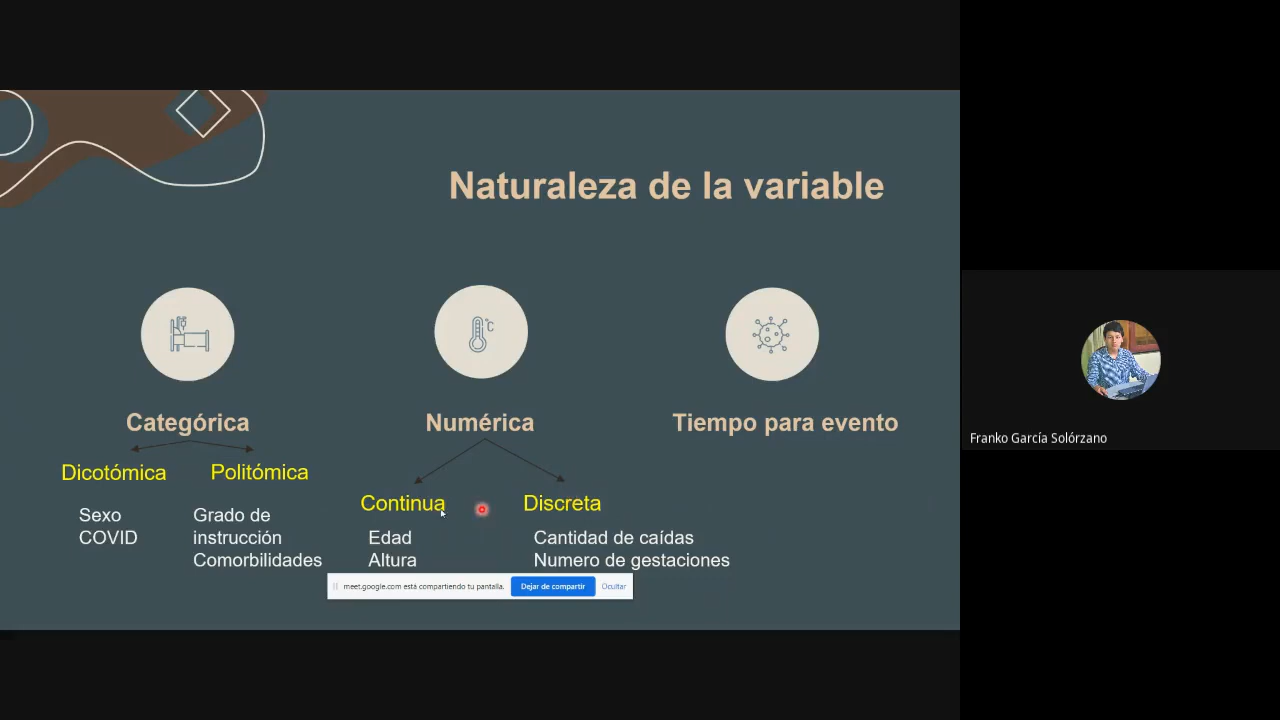 Naturaleza de la variable
°C
Categórica
Numérica
Tiempo para evento
Dicotómica
Politómica
Continua
Discreta
Sexo
COVID
Grado de
instrucción
Comorbilidades
Edad
Altura
Cantidad de caídas
Numero de gestaciones
meet.google.com está compartiendo tu pantalla.
Dejar de compartir
Ocultar
Franko García Solórzano